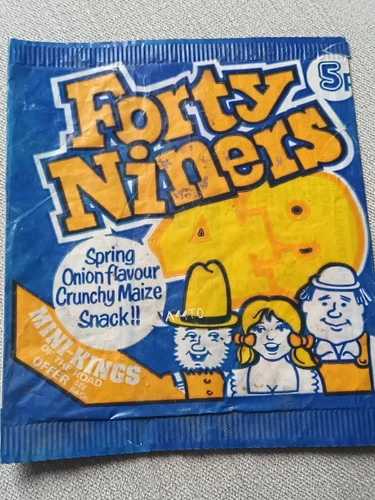 5p
Forty
Niners
49
Spring
Onion flavour
Crunchy Maize
Snack!!
MINI KINGS
OF THE ROAD
OFFER